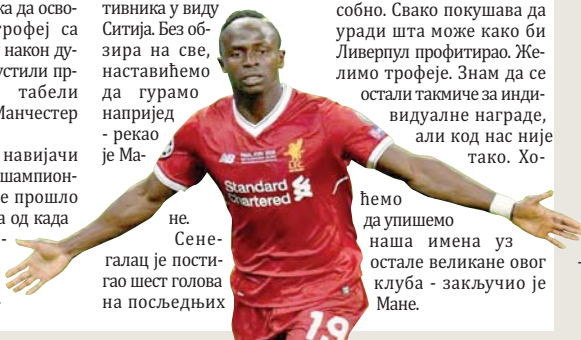 ка да осво-
трофеј са
након ду-
устили пр-
табели
Манчестер
навијачи
шампион-
е прошло
а од када
тивника у виду
Ситија. Без об-
зира на све,
наставићемо
да гурамо
напријед
- рекао
је Ма-
не.
Сене-
галац је пости-
гао шест голова
на посљедњих
собно. Свако покушава да
уради шта може како би
Ливерпул профитирао. Же-
лимо трофеје. Знам да се
остали такмиче за инди-
видуалне награде,
али код нас није
тако. Хо-
ћемо
да упишемо
наша имена уз
остале великане овог
клуба - закључио је
Мане.
NB
Standard
Chartered
19